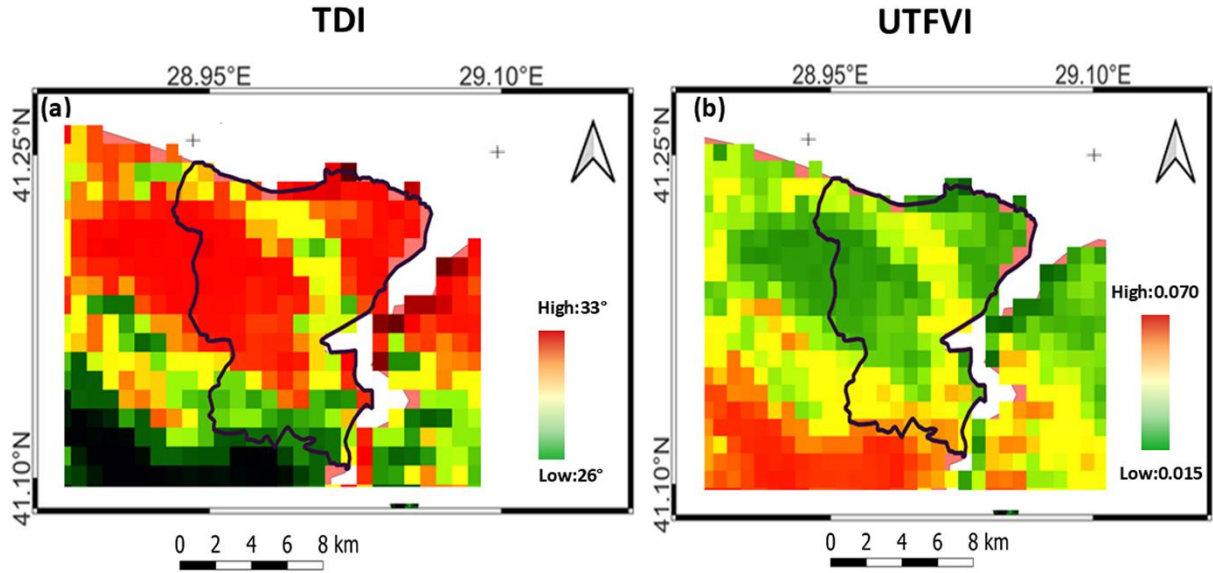 TDI
28.95°E 29.10°E
(a)
41.25°N
41.10°N
High:33°
Low:26°
0 2 4 6 8 km
UTFVI
28.95°E 29.10°E
(b)
41.25°N
41.10°N
High:0.070
Low:0.015
0 2 4 6 8 km